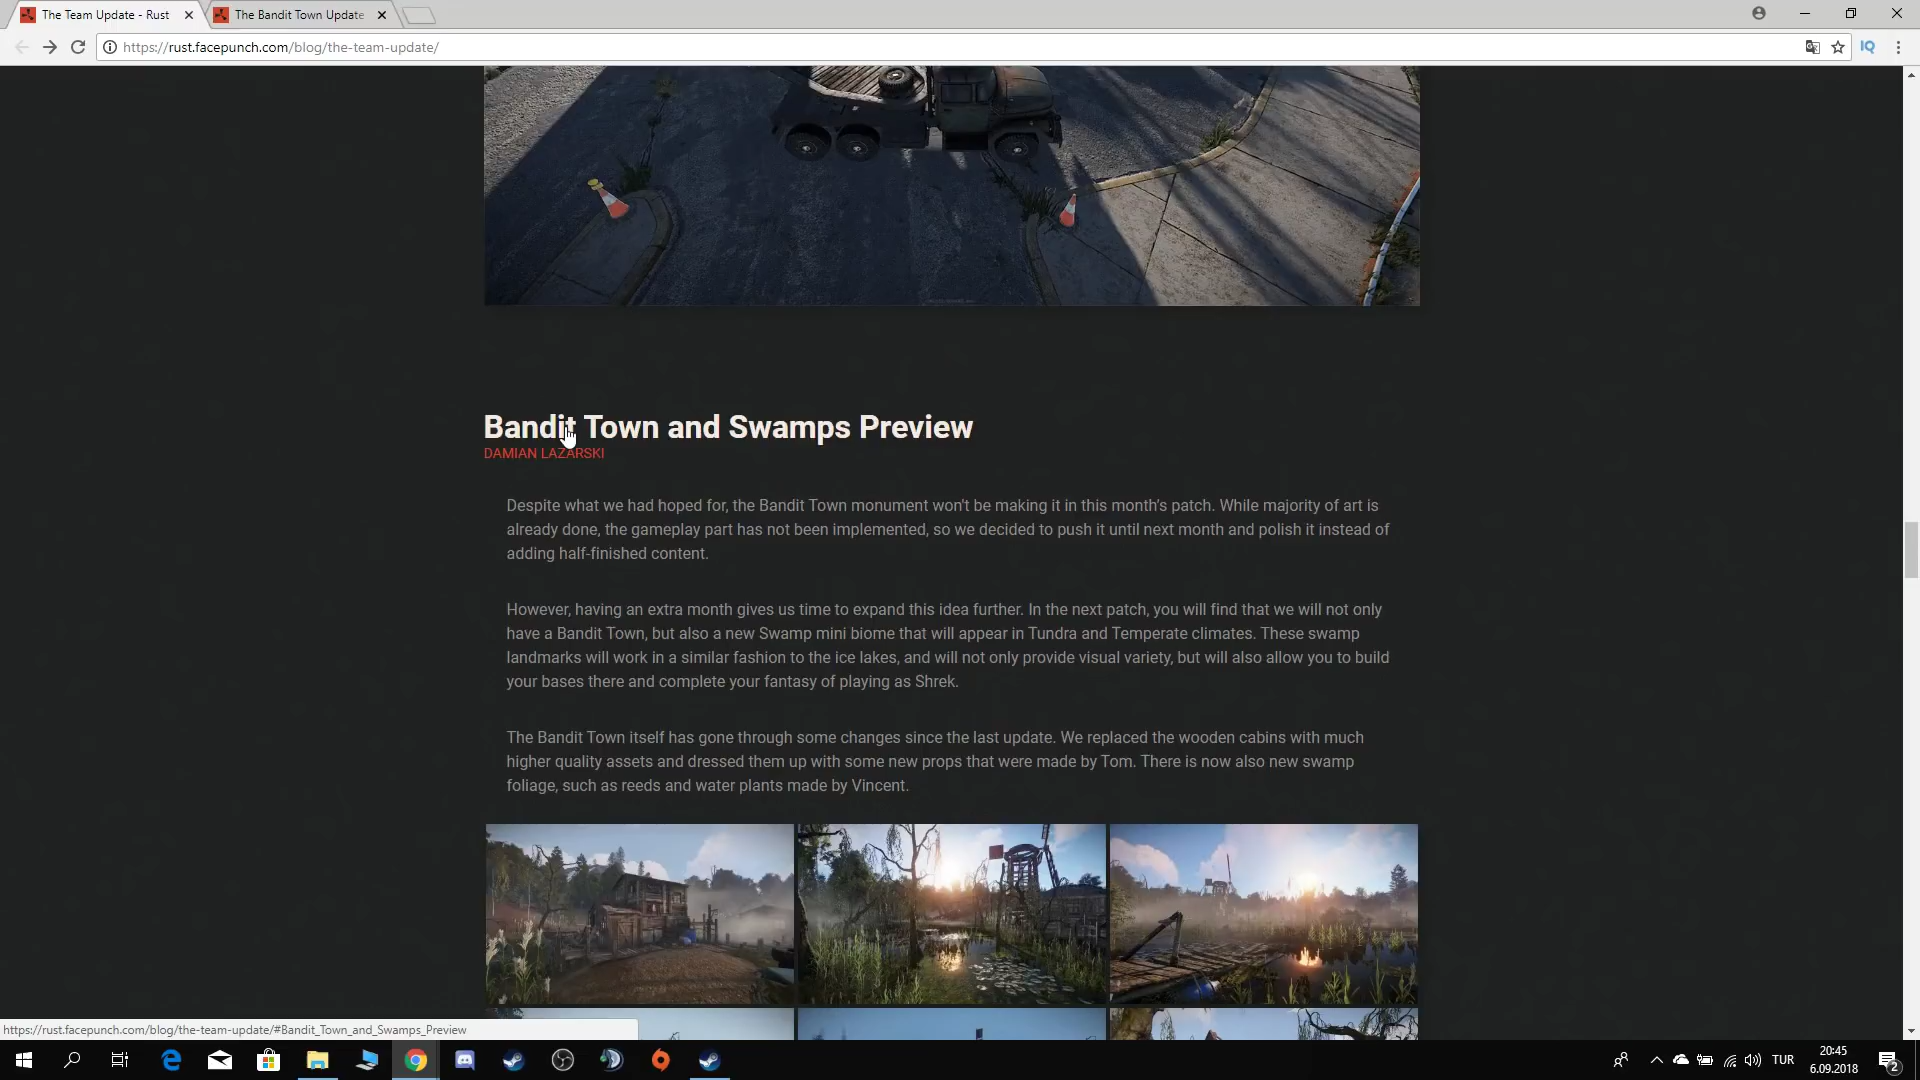 The Team Update - Rust
The Bandit Town Update
https://rust.facepunch.com/blog/the-team-update/
IQ
Bandit Town and Swamps Preview
DAMIAN LAZARSKI
Despite what we had hoped for, the Bandit Town monument won't be making it in this month's patch. While majority of art is
already done, the gameplay part has not been implemented, so we decided to push it until next month and polish it instead of
adding half-finished content.
However, having an extra month gives us time to expand this idea further. In the next patch, you will find that we will not only
have a Bandit Town, but also a new Swamp mini biome that will appear in Tundra and Temperate climates. These swamp
landmarks will work in a similar fashion to the ice lakes, and will not only provide visual variety, but will also allow you to build
your bases there and complete your fantasy of playing as Shrek.
The Bandit Town itself has gone through some changes since the last update. We replaced the wooden cabins with much
higher quality assets and dressed them up with some new props that were made by Tom. There is now also new swamp
foliage, such as reeds and water plants made by Vincent.
https://rust.facepunch.com/blog/the-team-update/#Bandit_Town_and_Swamps_Preview
TUR
20:45
6.09.2018
2